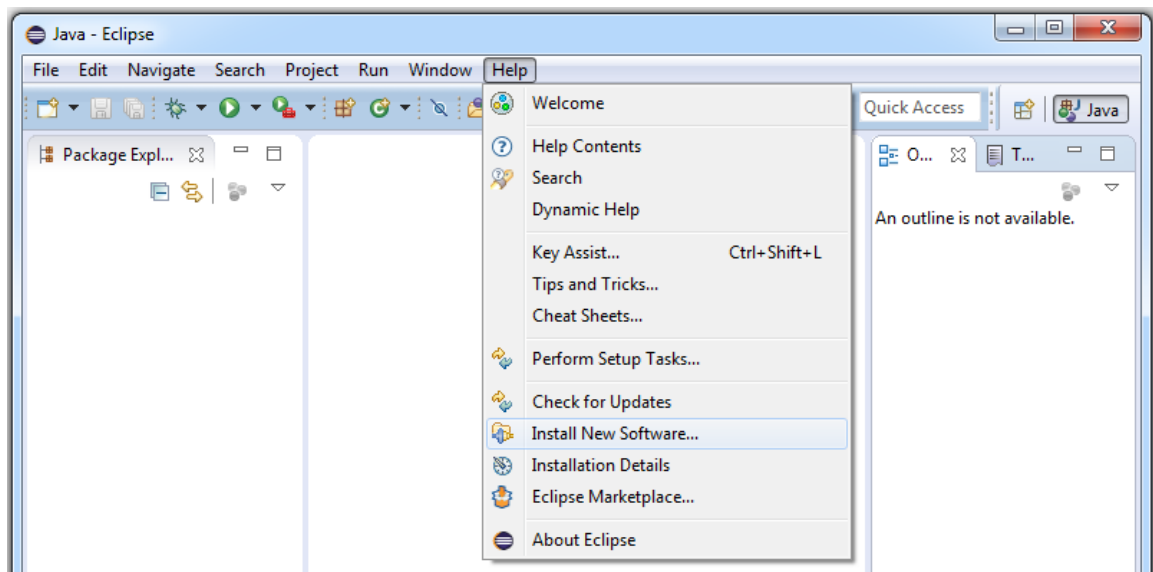 Java - Eclipse
File Edit Navigate Search Project Run Window Help
Quick Access
Java
Package Expl...
Welcome
Help Contents
Search
Dynamic Help
Key Assist... Ctrl+Shift+L
Tips and Tricks...
Cheat Sheets...
Perform Setup Tasks...
Check for Updates
Install New Software...
Installation Details
Eclipse Marketplace...
About Eclipse
O... T...
An outline is not available.